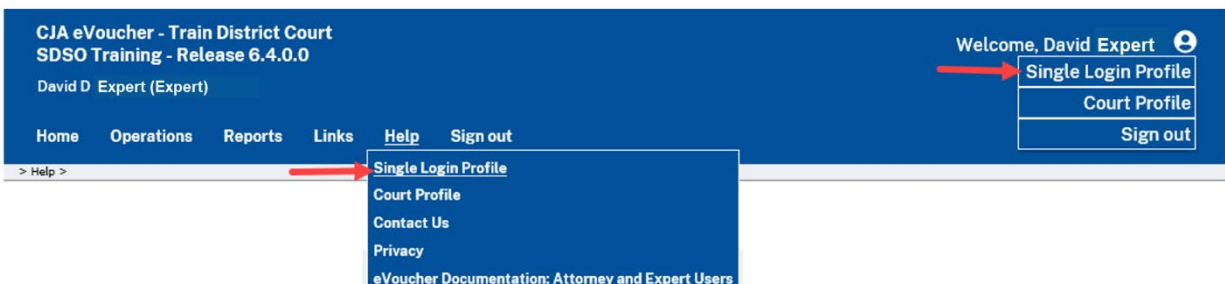 CJA eVoucher - Train District Court
SDSO Training - Release 6.4.0.0
David D Expert (Expert)
Welcome, David Expert
Single Login Profile
Court Profile
Sign out
Home Operations Reports Links Help Sign out
> Help >
Single Login Profile
Court Profile
Contact Us
Privacy
eVoucher Documentation: Attorney and Expert Users